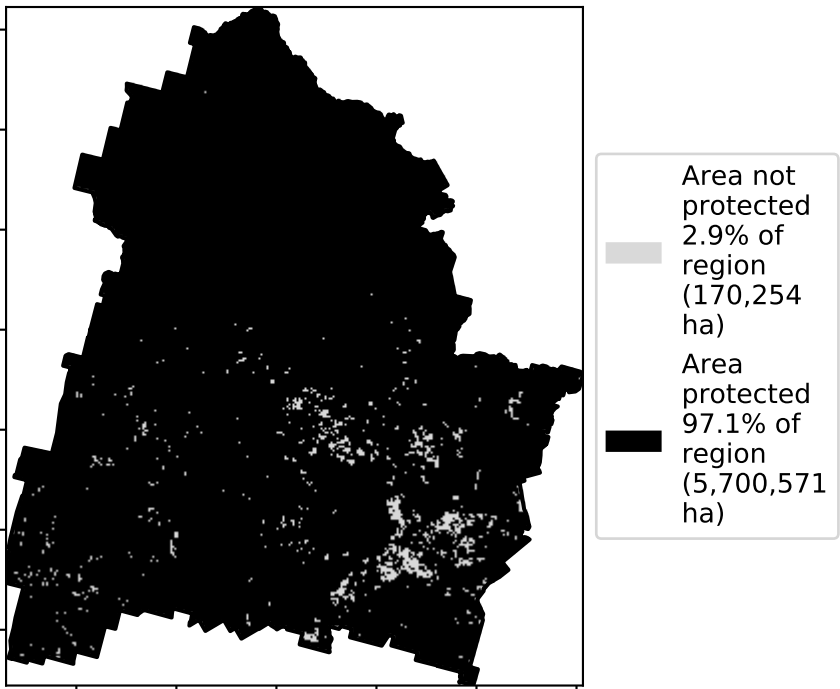 Area not
protected
2.9% of
region
(170,254
ha)
Area
protected
97.1% of
region
(5,700,571
ha)